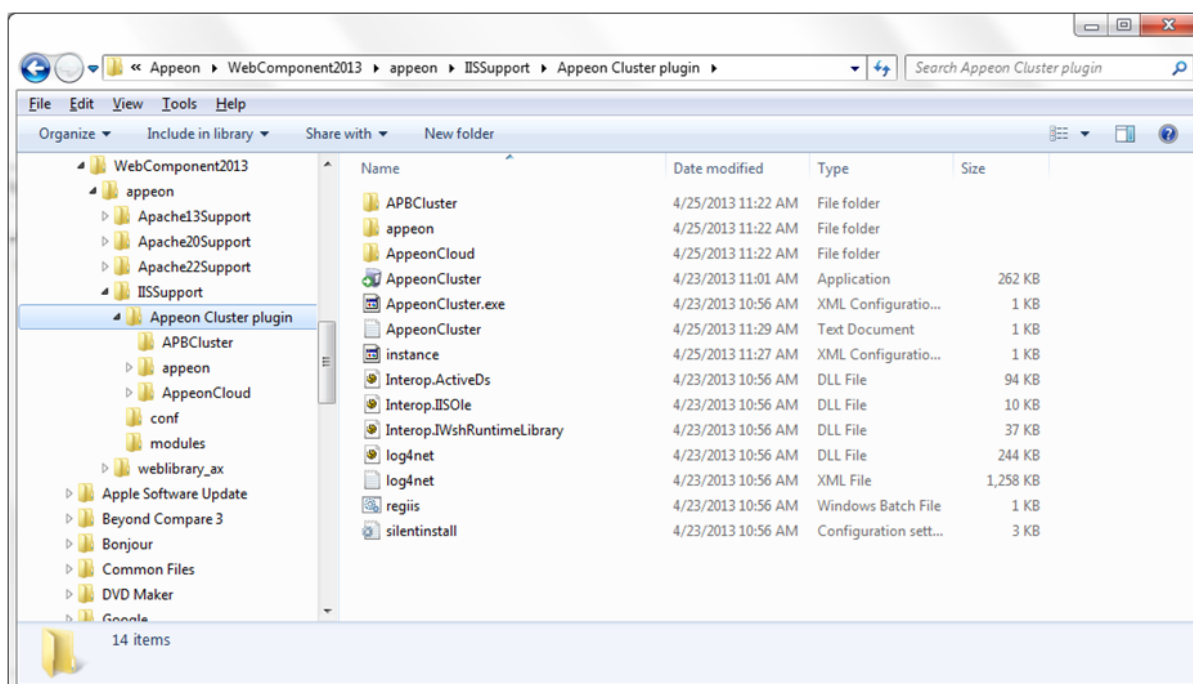 « Appeon ▸ WebComponent2013 ▸ appeon ▸ IISSupport ▸ Appeon Cluster plugin ▸ Search Appeon Cluster plugin
File Edit View Tools Help
Organize Include in library Share with New folder
WebComponent2013
appeon
Apache13Support
Apache20Support
Apache22Support
IISSupport
Appeon Cluster plugin
APBCluster
appeon
AppeonCloud
conf
modules
weblibrary_ax
Apple Software Update
Beyond Compare 3
Bonjour
Common Files
DVD Maker
Google
Name Date modified Type Size
APBCluster 4/25/2013 11:22 AM File folder
appeon 4/25/2013 11:22 AM File folder
AppeonCloud 4/25/2013 11:22 AM File folder
AppeonCluster 4/23/2013 11:01 AM Application 262 KB
AppeonCluster.exe 4/23/2013 10:56 AM XML Configuratio... 1 KB
AppeonCluster 4/25/2013 11:29 AM Text Document 1 KB
instance 4/25/2013 11:27 AM XML Configuratio... 1 KB
Interop.ActiveDs 4/23/2013 10:56 AM DLL File 94 KB
Interop.IISOle 4/23/2013 10:56 AM DLL File 10 KB
Interop.IWshRuntimeLibrary 4/23/2013 10:56 AM DLL File 37 KB
log4net 4/23/2013 10:56 AM DLL File 244 KB
log4net 4/23/2013 10:56 AM XML File 1,258 KB
regiis 4/23/2013 10:56 AM Windows Batch File 1 KB
silentinstall 4/23/2013 10:56 AM Configuration sett... 3 KB
14 items